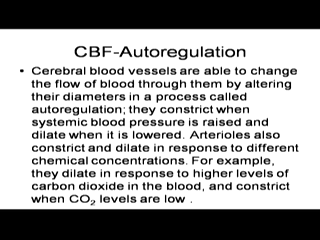 CBF-Autoregulation
• Cerebral blood vessels are able to change
the flow of blood through them by altering
their diameters in a process called
autoregulation; they constrict when
systemic blood pressure is raised and
dilate when it is lowered. Arterioles also
constrict and dilate in response to different
chemical concentrations. For example,
they dilate in response to higher levels of
carbon dioxide in the blood, and constrict
when CO₂ levels are low .